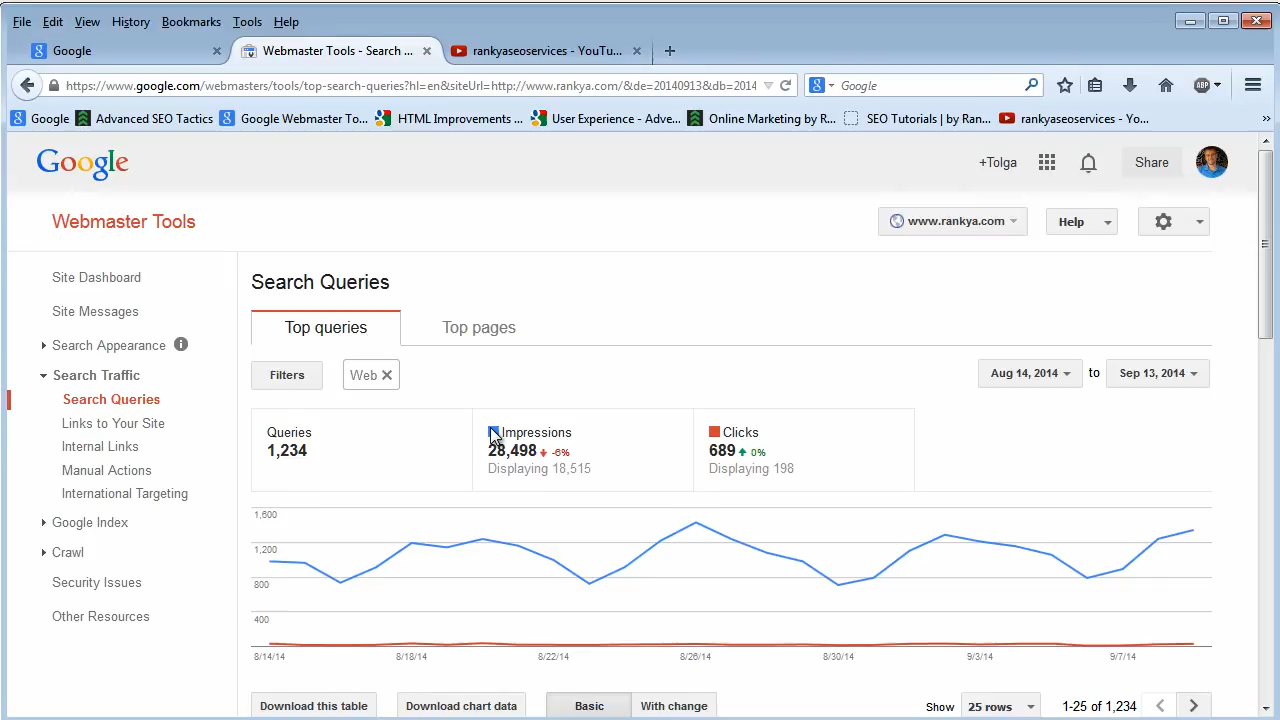 File Edit View History Bookmarks Tools Help
Google
Webmaster Tools - Search ...
rankyaseoservices - YouTu...
https://www.google.com/webmasters/tools/top-search-queries?hl=en&siteUrl=http://www.rankya.com/&de=20140913&db=2014
Google
ABP
Google Advanced SEO Tactics Google Webmaster To... HTML Improvements ... User Experience - Adve... Online Marketing by R... SEO Tutorials | by Ran... rankyaseoservices - Yo... »
Google
+Tolga
Share
Webmaster Tools
www.rankya.com
Help
Site Dashboard
Site Messages
Search Appearance
Search Traffic
Search Queries
Links to Your Site
Internal Links
Manual Actions
International Targeting
Google Index
Crawl
Security Issues
Other Resources
Search Queries
Top queries Top pages
Filters Web
Aug 14, 2014 to Sep 13, 2014
Queries
1,234
Impressions
28,498 -6%
Displaying 18,515
Clicks
689 0%
Displaying 198
1,600
1,200
800
400
8/14/14 8/18/14 8/22/14 8/26/14 8/30/14 9/3/14 9/7/14
Download this table Download chart data Basic With change Show 25 rows 1-25 of 1,234